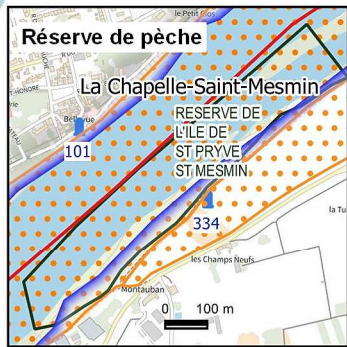 le Petit Clos
Réserve de pêche
La Chapelle-Saint-Mesmin
Bellevue
101
RESERVE DE
L'ILE DE
ST PRYVE
ST MESMIN
334
les Champs Neufs
la Tu
Montauban
0 100 m